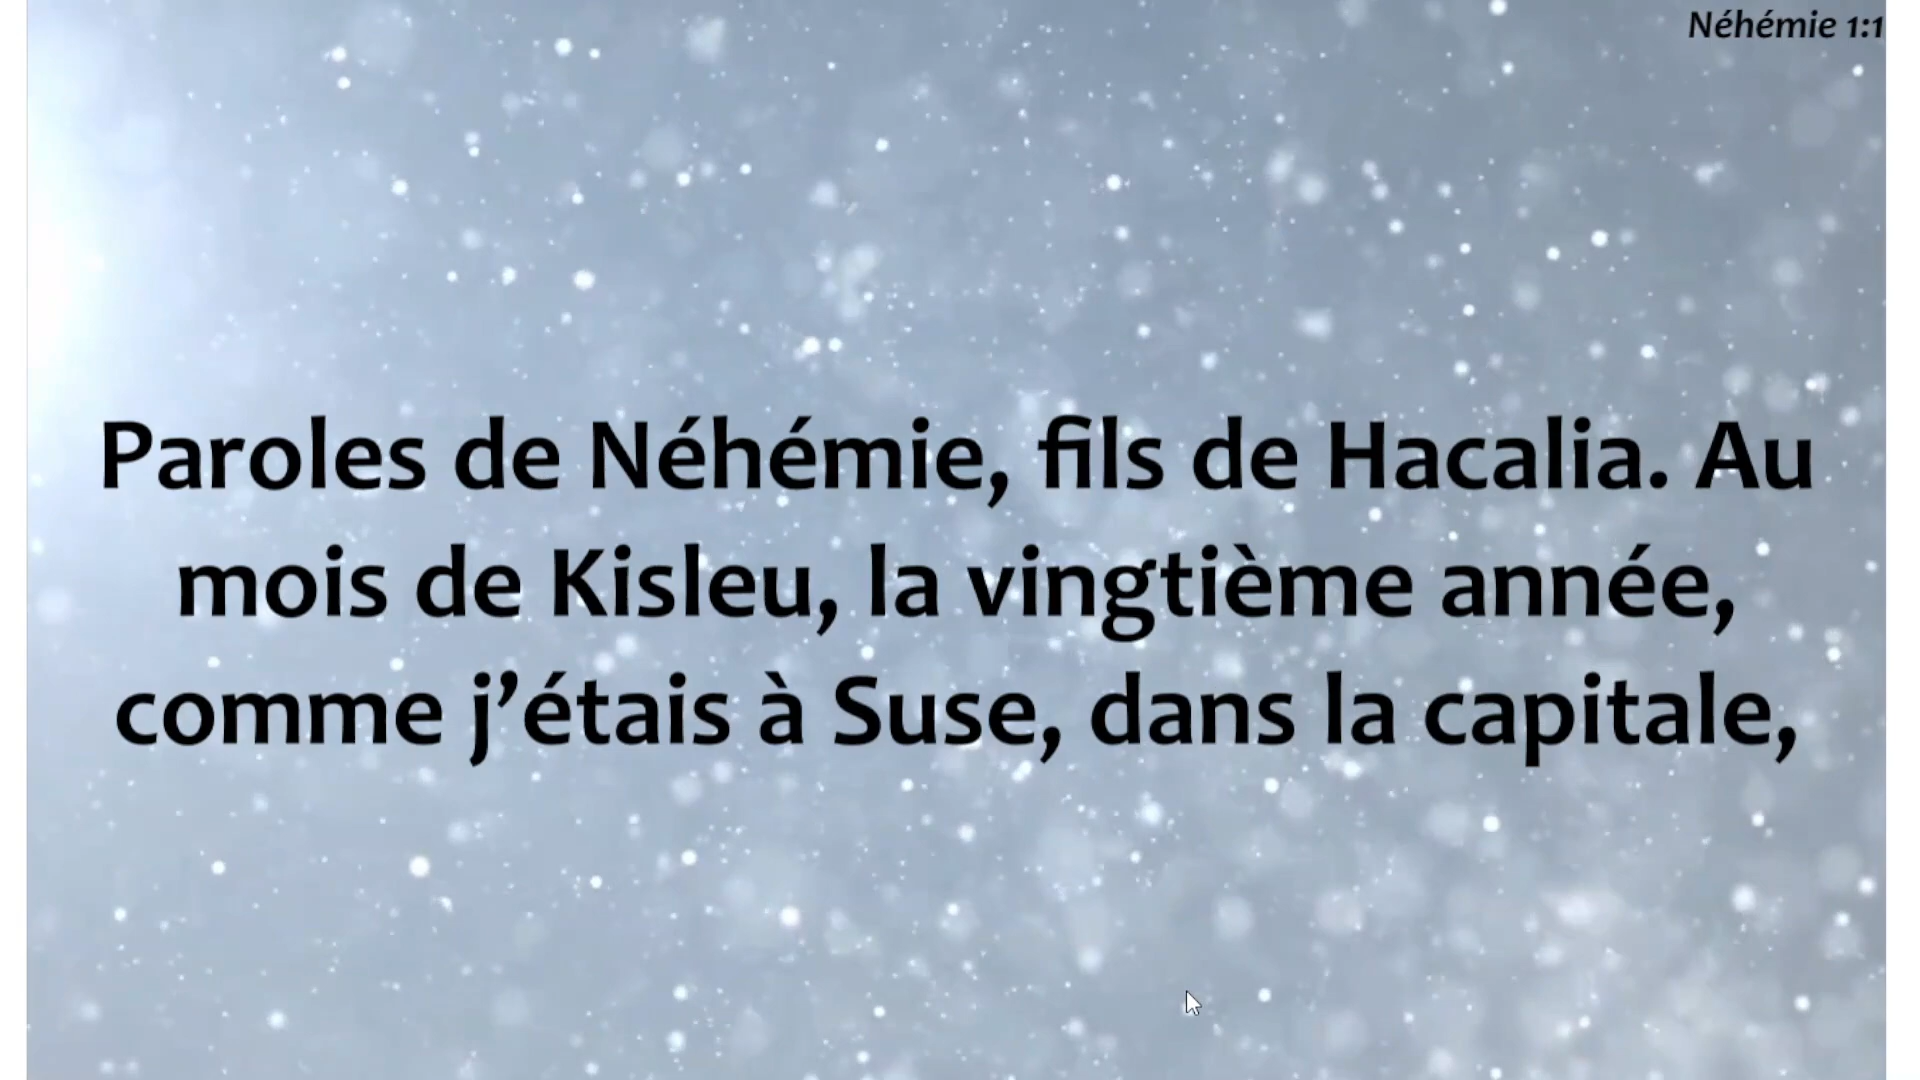 Néhémie 1:1
Paroles de Néhémie, fils de Hacalia. Au
mois de Kisleu, la vingtième année,
comme j’étais à Suse, dans la capitale,